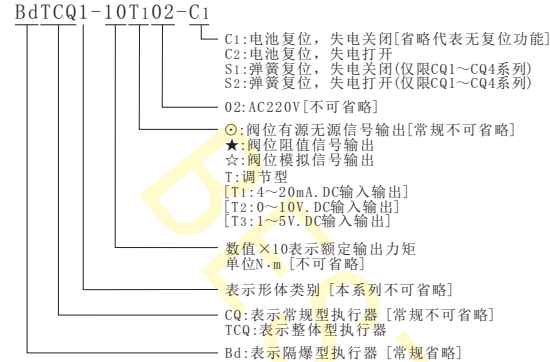 BdTCQ1-10T102-C1
C1:电池复位，失电关闭[省略代表无复位功能]
C2:电池复位，失电打开
S1:弹簧复位，失电关闭(仅限CQ1～CQ4系列)
S2:弹簧复位，失电打开(仅限CQ1～CQ4系列)
02:AC220V[不可省略]
⊙:阀位有源无源信号输出[常规不可省略]
★:阀位阻值信号输出
☆:阀位模拟信号输出
T:调节型
[T1:4～20mA.DC输入输出]
[T2:0～10V.DC输入输出]
[T3:1～5V.DC输入输出]
数值×10表示额定输出力矩
单位N·m [不可省略]
表示形体类别 [本系列不可省略]
CQ:表示常规型执行器 [常规不可省略]
TCQ:表示整体型执行器
Bd:表示隔爆型执行器 [常规省略]